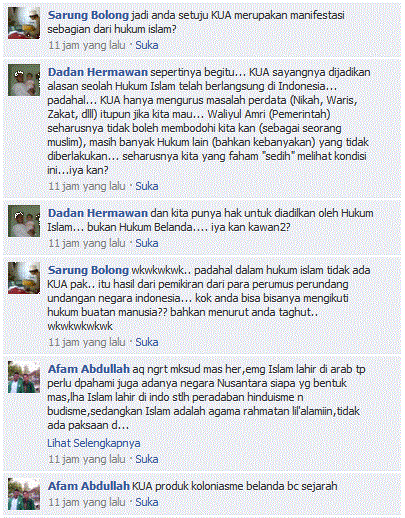 Sarung Bolong jadi anda setuju KUA merupakan manifestasi
sebagian dari hukum islam?
11 jam yang lalu · Suka
Dadan Hermawan sepertinya begitu... KUA sayangnya dijadikan
alasan seolah Hukum Islam telah berlangsung di Indonesia...
padahal... KUA hanya mengurus masalah perdata (Nikah, Waris,
Zakat, dlll) itupun jika kita mau... Waliyul Amri (Pemerintah)
seharusnya tidak boleh membodohi kita kan (sebagai seorang
muslim), masih banyak Hukum lain (bahkan kebanyakan) yang tidak
diberlakukan... seharusnya kita yang faham "sedih" melihat kondisi
ini...iya kan?
11 jam yang lalu · Suka
Dadan Hermawan dan kita punya hak untuk diadilkan oleh Hukum
Islam... bukan Hukum Belanda.... iya kan kawan2?
11 jam yang lalu · Suka
Sarung Bolong wkwkwkwk.. padahal dalam hukum islam tidak ada
KUA pak.. itu hasil dari pemikiran dari para perumus perundang
undangan negara indonesia... kok anda bisa bisanya mengikuti
hukum buatan manusia?? bahkan menurut anda taghut..
wkwkwkwkwk
11 jam yang lalu · Suka
Afam Abdullah aq ngrt mksud mas her,emg Islam lahir di arab tp
perlu dpahami juga adanya negara Nusantara siapa yg bentuk
mas,lha Islam lahir di indo stlh peradaban hinduisme n
budisme,sedangkan Islam adalah agama rahmatan lil'alamiin,tidak
ada paksaan d...
Lihat Selengkapnya
11 jam yang lalu · Suka
Afam Abdullah KUA produk koloniasme belanda bc sejarah
11 jam yang lalu · Suka